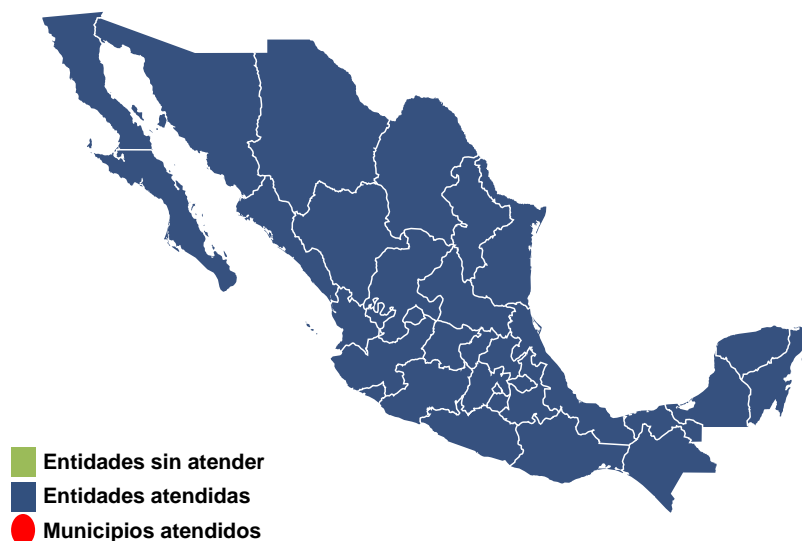 Entidades sin atender
Entidades atendidas
Municipios atendidos